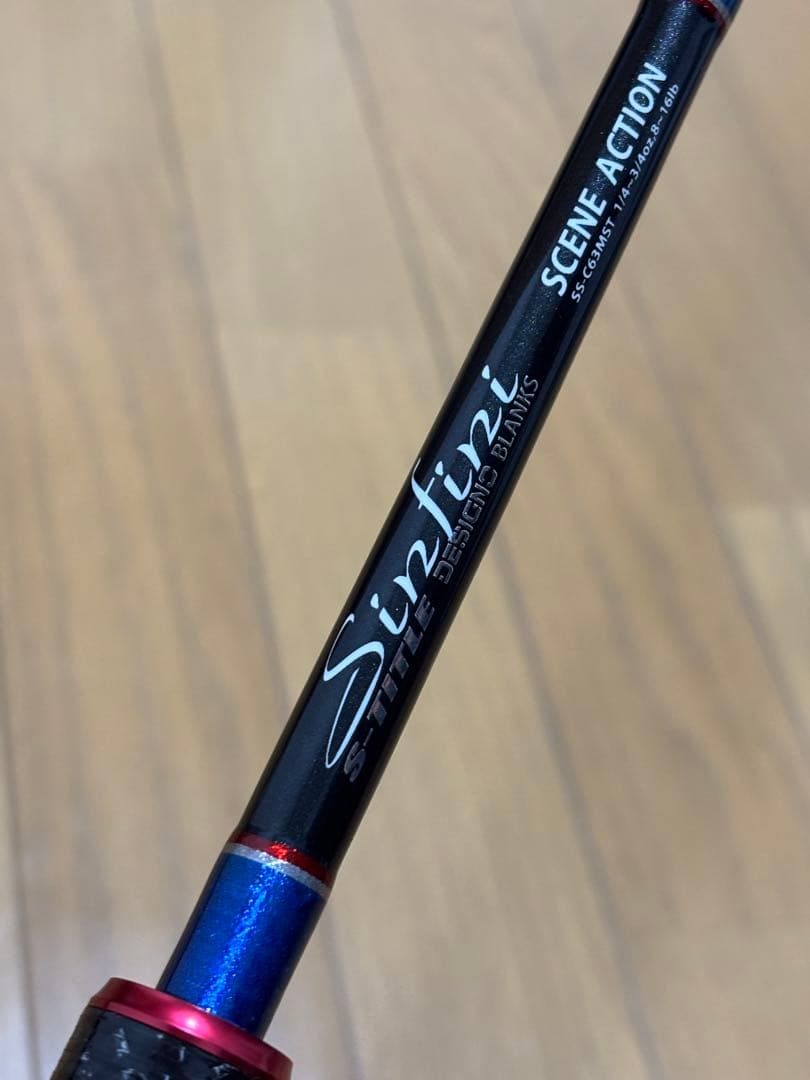 Sinfini
S-TITLE DESIGNO BLANKS
SCENE ACTION
SS-C63MST 1/4~3/4oz,8~16lb